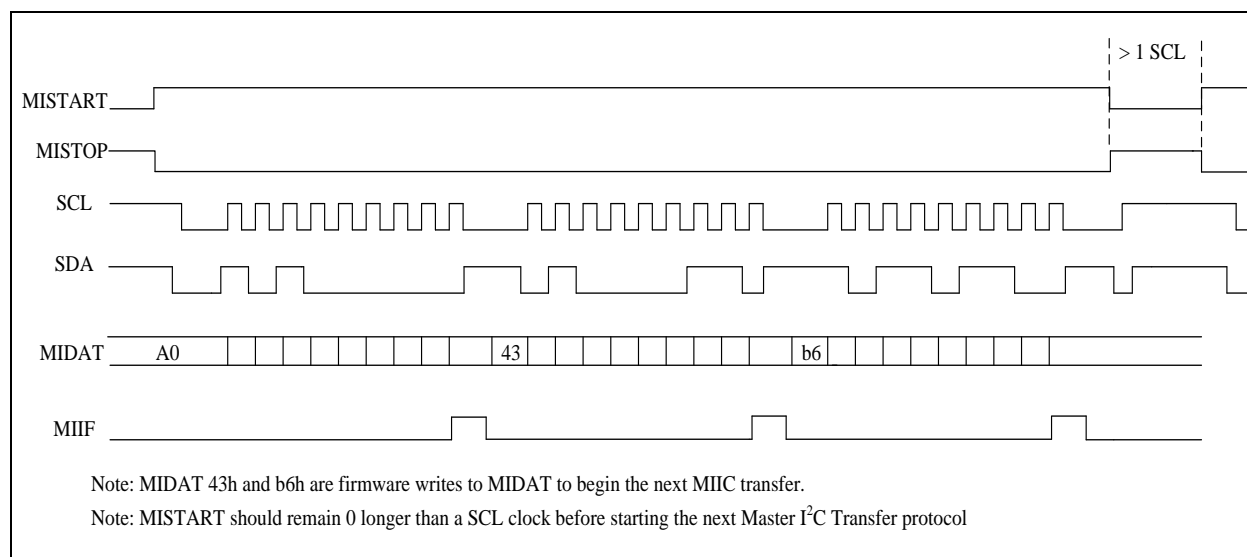 > 1 SCL
MISTART
MISTOP
SCL
SDA
MIDAT A0 43 b6
MIIF
Note: MIDAT 43h and b6h are firmware writes to MIDAT to begin the next MIIC transfer.
Note: MISTART should remain 0 longer than a SCL clock before starting the next Master I²C Transfer protocol